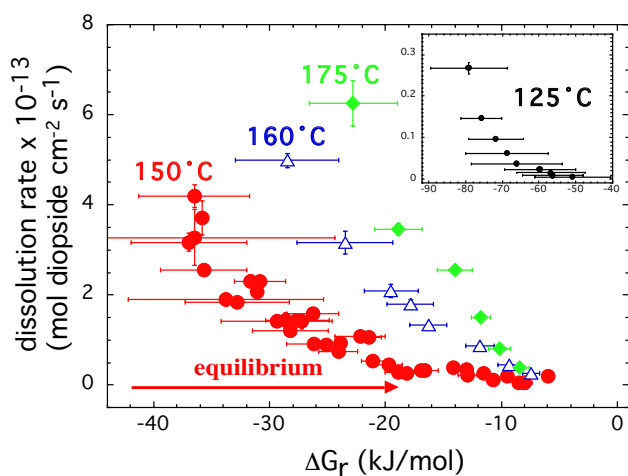 dissolution rate x 10⁻¹³
(mol diopside cm⁻² s⁻¹)
8
6
4
2
0
175°C
160°C
150°C
equilibrium
0.3
0.2
0.1
0
125°C
-90 -80 -70 -60 -50 -40
-40 -30 -20 -10 0
ΔGr (kJ/mol)